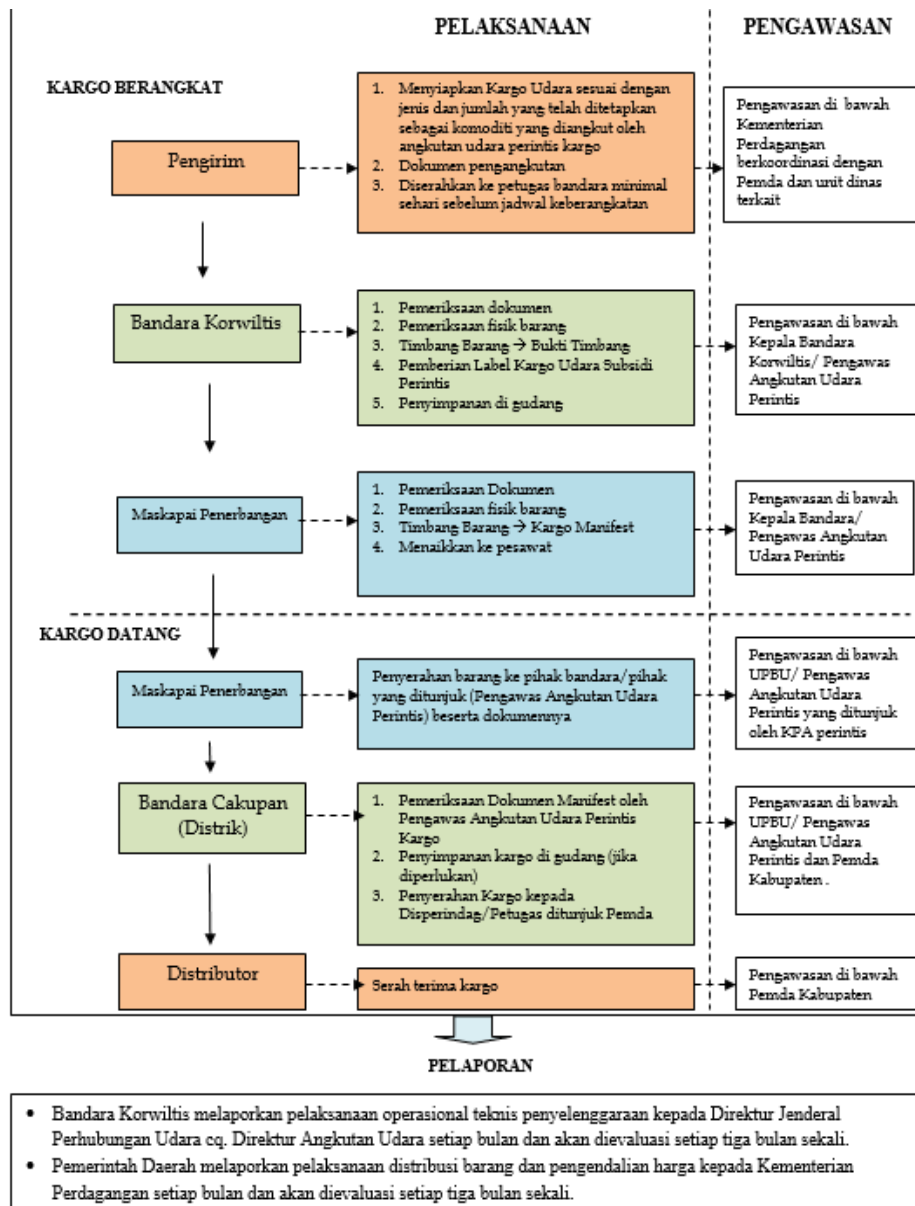 PELAKSANAAN
PENGAWASAN
KARGO BERANGKAT
Pengirim
1. Menyiapkan Kargo Udara sesuai dengan
jenis dan jumlah yang telah ditetapkan
sebagai komoditi yang diangkut oleh
angkutan udara perintis kargo
2. Dokumen pengangkutan
3. Diserahkan ke petugas bandara minimal
sehari sebelum jadwal keberangkatan
Pengawasan di bawah
Kementerian
Perdagangan
berkoordinasi dengan
Pemda dan unit dinas
terkait
Bandara Korwiltis
1. Pemeriksaan dokumen
2. Pemeriksaan fisik barang
3. Timbang Barang → Bukti Timbang
4. Pemberian Label Kargo Udara Subsidi
Perintis
5. Penyimpanan di gudang
Pengawasan di bawah
Kepala Bandara
Korwiltis/ Pengawas
Angkutan Udara
Perintis
Maskapai Penerbangan
1. Pemeriksaan Dokumen
2. Pemeriksaan fisik barang
3. Timbang Barang → Kargo Manifest
4. Menaikkan ke pesawat
Pengawasan di bawah
Kepala Bandara/
Pengawas Angkutan
Udara Perintis
KARGO DATANG
Maskapai Penerbangan
Penyerahan barang ke pihak bandara/pihak
yang ditunjuk (Pengawas Angkutan Udara
Perintis) beserta dokumennya
Pengawasan di bawah
UPBU/ Pengawas
Angkutan Udara
Perintis yang ditunjuk
oleh KPA perintis
Bandara Cakupan
(Distrik)
1. Pemeriksaan Dokumen Manifest oleh
Pengawas Angkutan Udara Perintis
Kargo
2. Penyimpanan kargo di gudang (jika
diperlukan)
3. Penyerahan Kargo kepada
Disperindag/Petugas ditunjuk Pemda
Pengawasan di bawah
UPBU/ Pengawas
Angkutan Udara
Perintis dan Pemda
Kabupaten .
Distributor
Serah terima kargo
Pengawasan di bawah
Pemda Kabupaten
PELAPORAN
• Bandara Korwiltis melaporkan pelaksanaan operasional teknis penyelenggaraan kepada Direktur Jenderal
Perhubungan Udara cq. Direktur Angkutan Udara setiap bulan dan akan dievaluasi setiap tiga bulan sekali.
• Pemerintah Daerah melaporkan pelaksanaan distribusi barang dan pengendalian harga kepada Kementerian
Perdagangan setiap bulan dan akan dievaluasi setiap tiga bulan sekali.